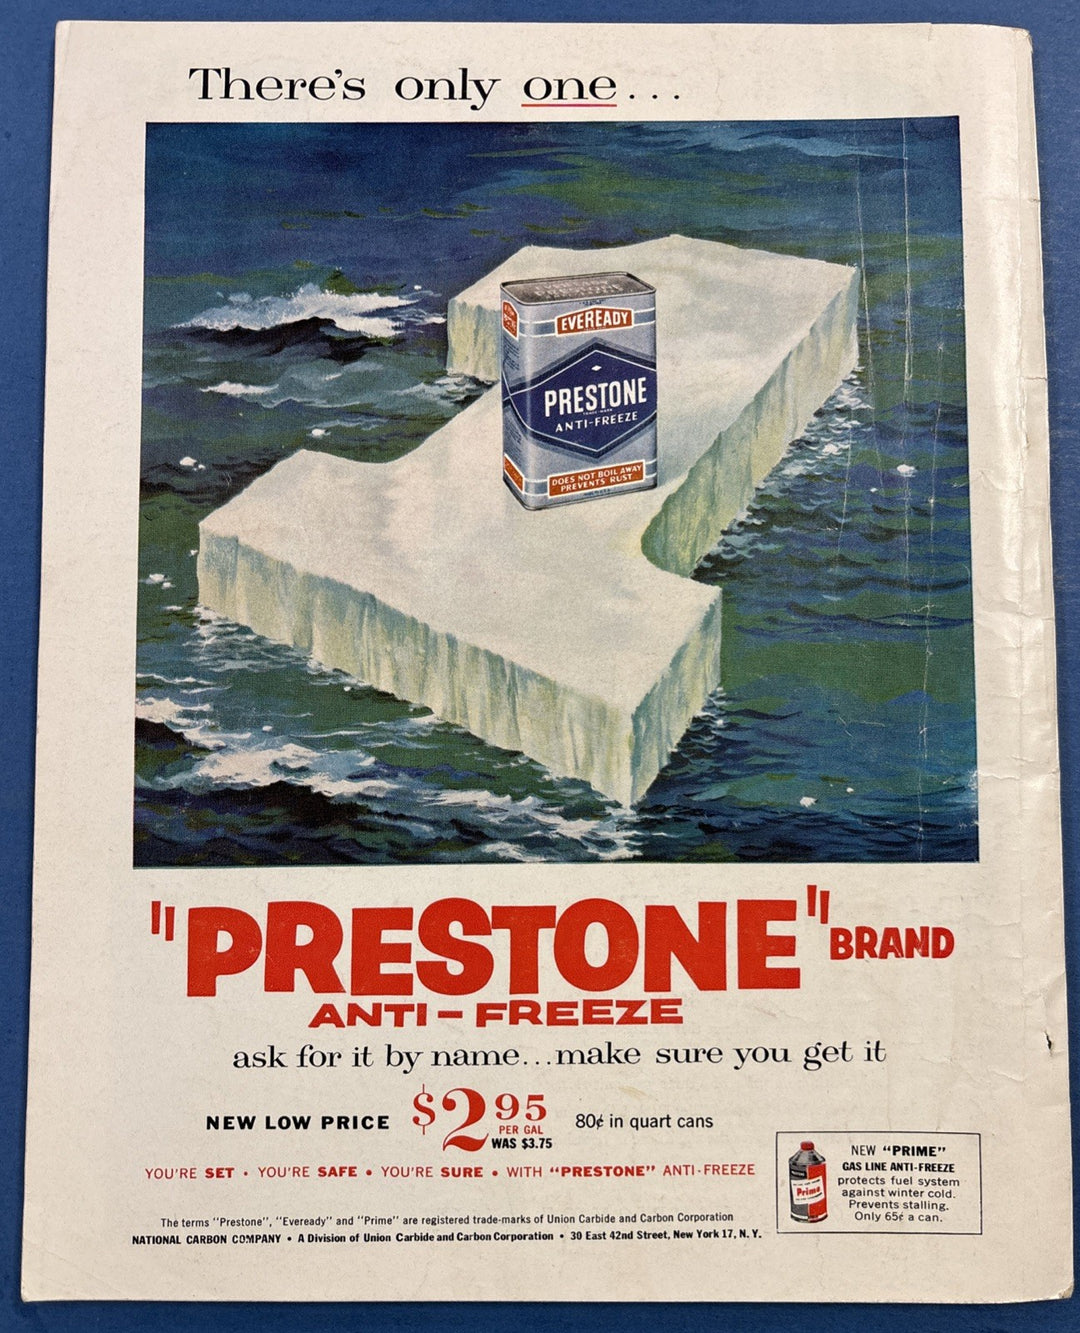 There's only one...
EVEREADY
PRESTONE
TRADE-MARK
ANTI-FREEZE
DOES NOT BOIL AWAY
PREVENTS RUST
"PRESTONE" BRAND
ANTI-FREEZE
ask for it by name...make sure you get it
NEW LOW PRICE $2.95 PER GAL WAS $3.75 80¢ in quart cans
YOU'RE SET • YOU'RE SAFE • YOU'RE SURE • WITH "PRESTONE" ANTI-FREEZE
NEW "PRIME"
GAS LINE ANTI-FREEZE
protects fuel system
against winter cold.
Prevents stalling.
Only 65¢ a can.
Prime
The terms "Prestone", "Eveready" and "Prime" are registered trade-marks of Union Carbide and Carbon Corporation
NATIONAL CARBON COMPANY • A Division of Union Carbide and Carbon Corporation • 30 East 42nd Street, New York 17, N. Y.